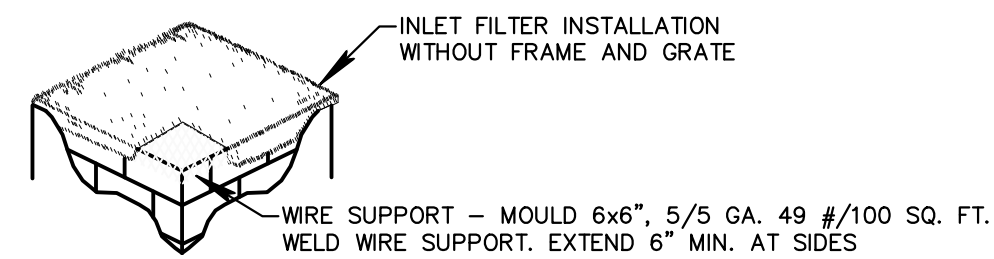 INLET FILTER INSTALLATION
WITHOUT FRAME AND GRATE
WIRE SUPPORT – MOULD 6x6", 5/5 GA. 49 #/100 SQ. FT.
WELD WIRE SUPPORT. EXTEND 6" MIN. AT SIDES